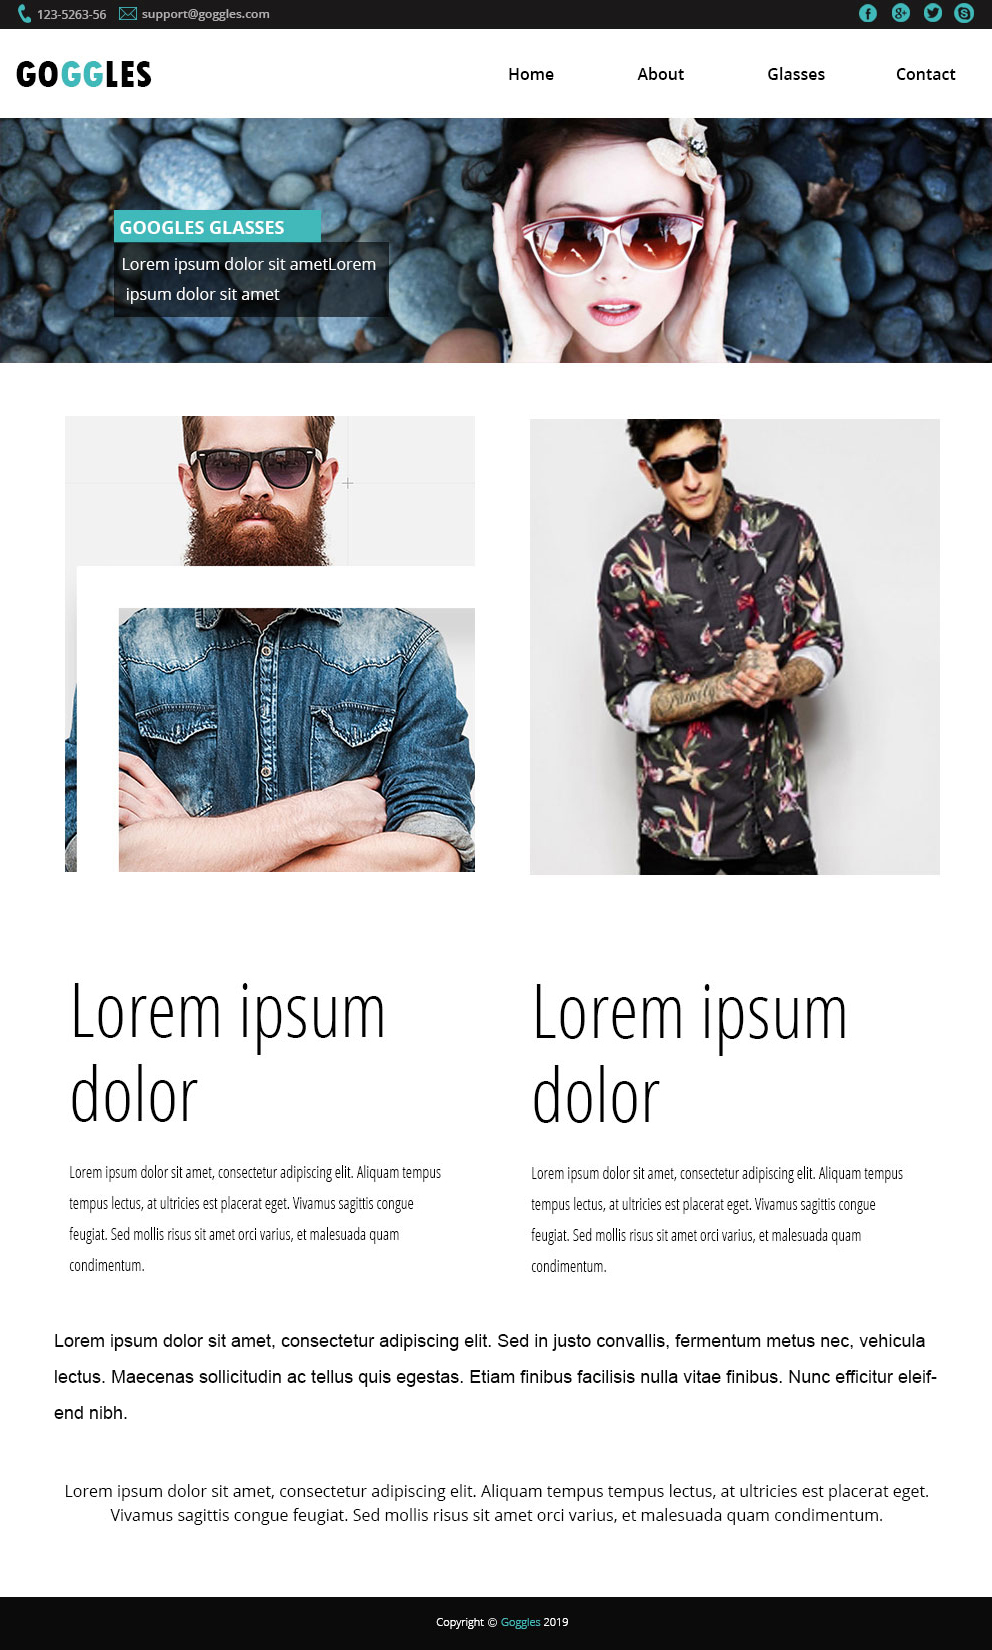 123-5263-56 support@goggles.com
GOGGLES
Home About Glasses Contact
GOOGLES GLASSES
Lorem ipsum dolor sit ametLorem
ipsum dolor sit amet
Lorem ipsum
dolor
Lorem ipsum dolor sit amet, consectetur adipiscing elit. Aliquam tempus
tempus lectus, at ultricies est placerat eget. Vivamus sagittis congue
feugiat. Sed mollis risus sit amet orci varius, et malesuada quam
condimentum.
Lorem ipsum
dolor
Lorem ipsum dolor sit amet, consectetur adipiscing elit. Aliquam tempus
tempus lectus, at ultricies est placerat eget. Vivamus sagittis congue
feugiat. Sed mollis risus sit amet orci varius, et malesuada quam
condimentum.
Lorem ipsum dolor sit amet, consectetur adipiscing elit. Sed in justo convallis, fermentum metus nec, vehicula
lectus. Maecenas sollicitudin ac tellus quis egestas. Etiam finibus facilisis nulla vitae finibus. Nunc efficitur eleif-
end nibh.
Lorem ipsum dolor sit amet, consectetur adipiscing elit. Aliquam tempus tempus lectus, at ultricies est placerat eget.
Vivamus sagittis congue feugiat. Sed mollis risus sit amet orci varius, et malesuada quam condimentum.
Copyright © Goggles 2019